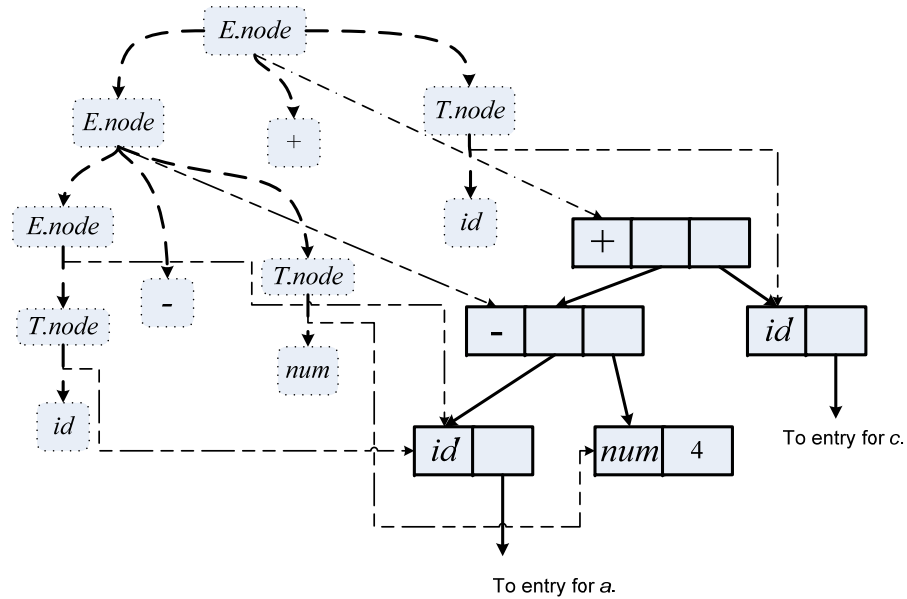 E.node
T.node
E.node
+
id
E.node
+
T.node
-
T.node
-
id
num
id
id
num 4
To entry for c.
To entry for a.